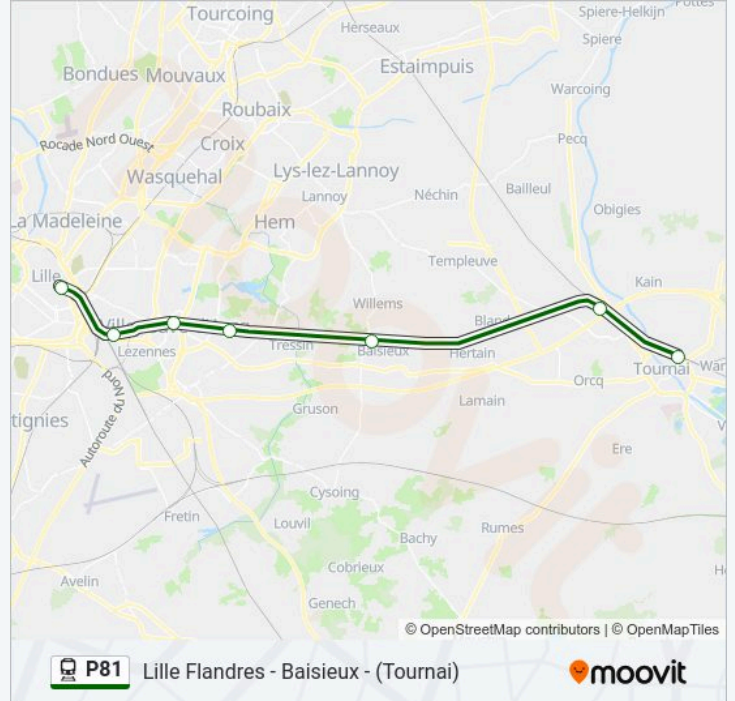 Pottes
Tourcoing
Spiere-Helkijn
Herseaux
Spiere
Estaimpuis
Bondues Mouvaux
Warcoing
Roubaix
Rocade Nord Ouest
Croix
Pecq
Wasquehal
Lys-lez-Lannoy
Lannoy
Néchin
Bailleul
La Madeleine
Hem
Obigies
Templeuve
Lille
Kain
Willems
Tressin
Baisieux
Hertain
Lezennes
Tournai
Orcq
Lamain
Gruson
Autoroute du Nord
Ere
Cysoing
Fretin
Louvil
Rumes
Bachy
Cobrieux
Avelin
Genech
© OpenStreetMap contributors | © OpenMapTiles
P81 Lille Flandres - Baisieux - (Tournai)
moovit